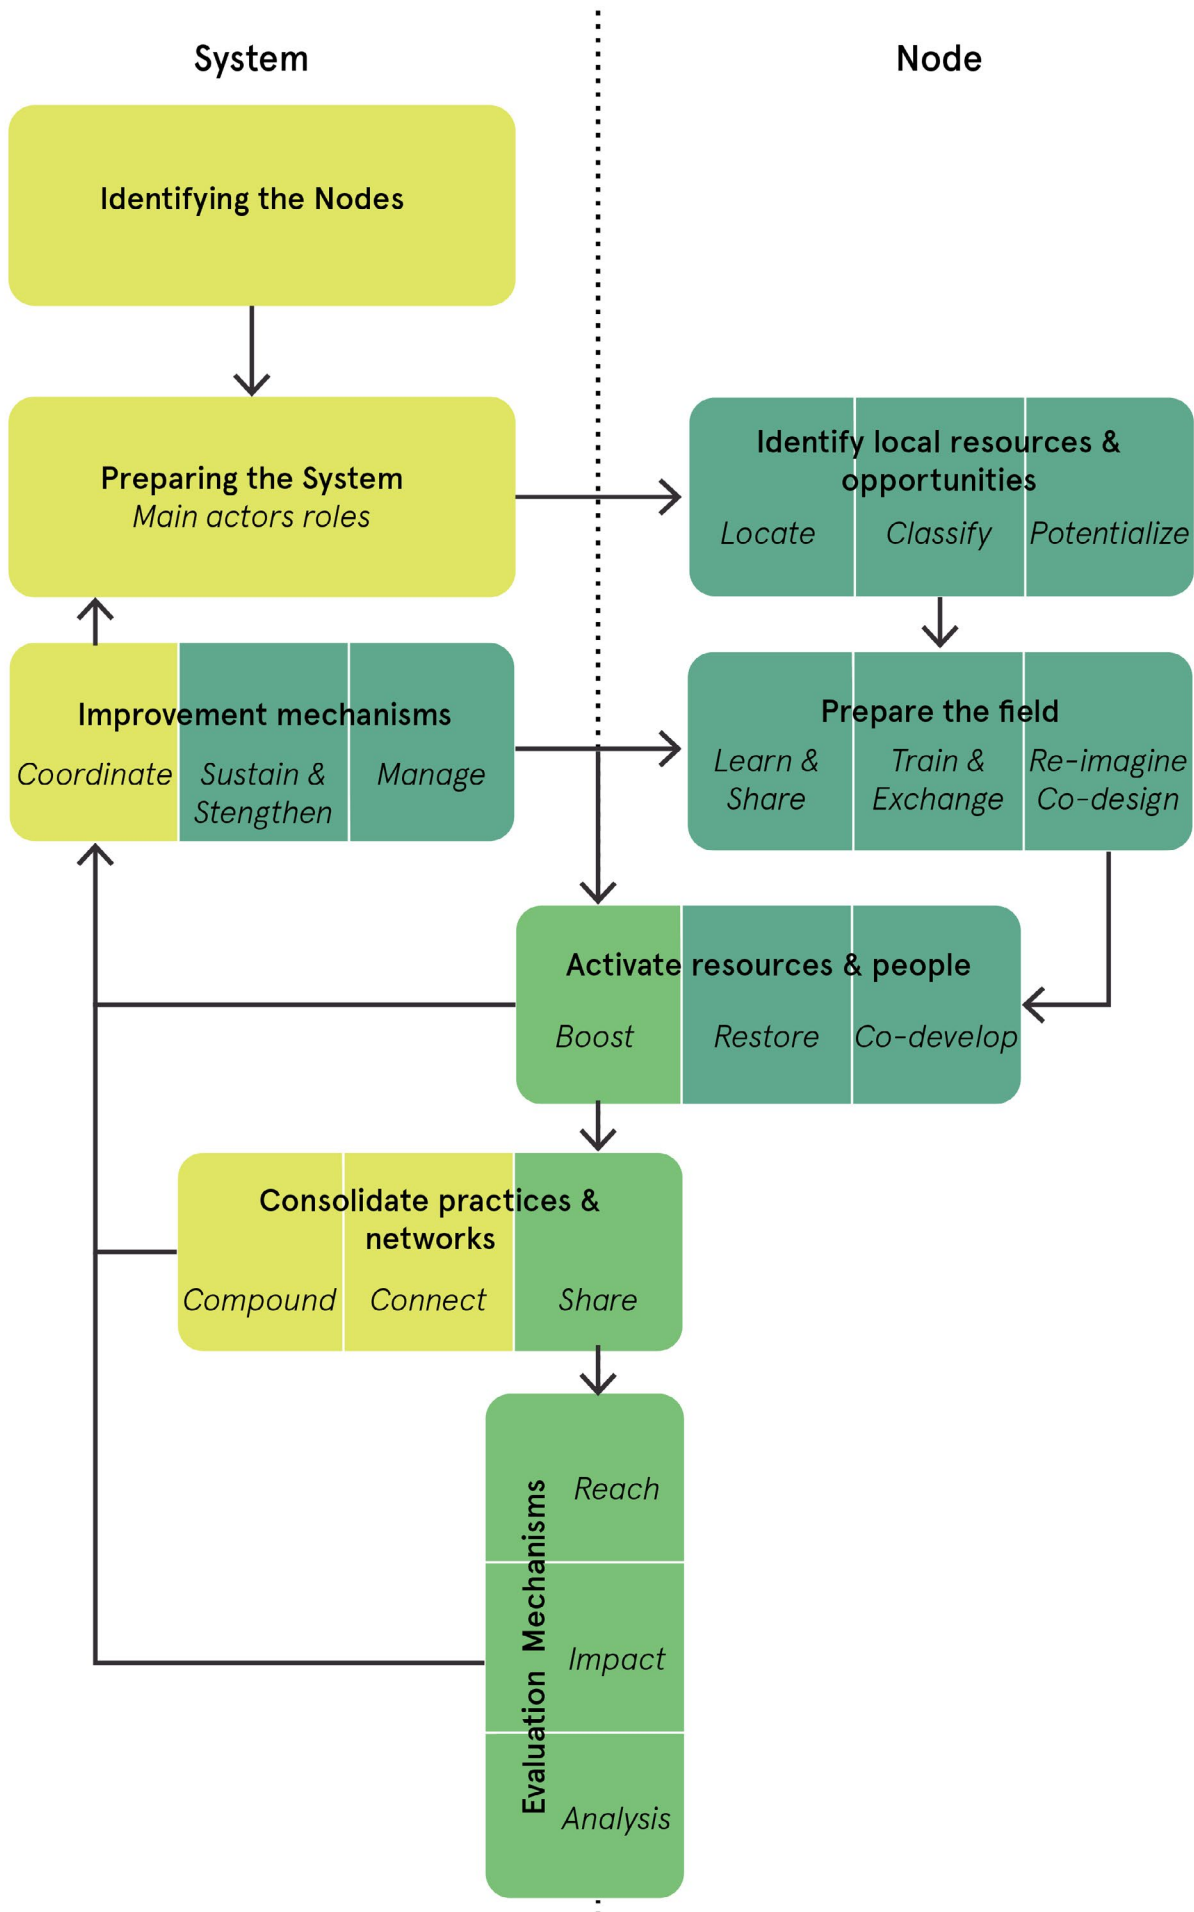 System
Node
Identifying the Nodes
Preparing the System
Main actors roles
Identify local resources &
opportunities
Locate
Classify
Potentialize
Improvement mechanisms
Coordinate
Sustain &
Stengthen
Manage
Prepare the field
Learn &
Share
Train &
Exchange
Re-imagine
Co-design
Activate resources & people
Boost
Restore
Co-develop
Consolidate practices &
networks
Compound
Connect
Share
Evaluation Mechanisms
Reach
Impact
Analysis